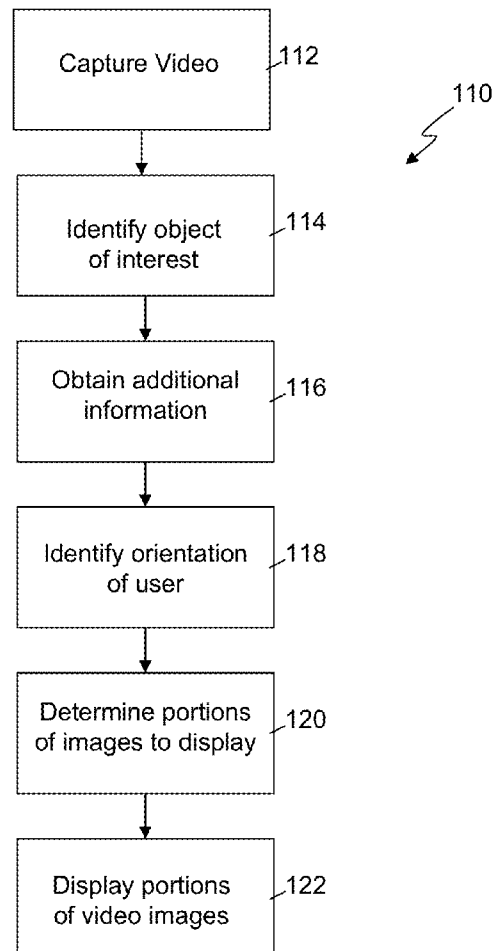 Capture Video
112
110
Identify object
of interest
114
Obtain additional
information
116
Identify orientation
of user
118
Determine portions
of images to display
120
Display portions
of video images
122